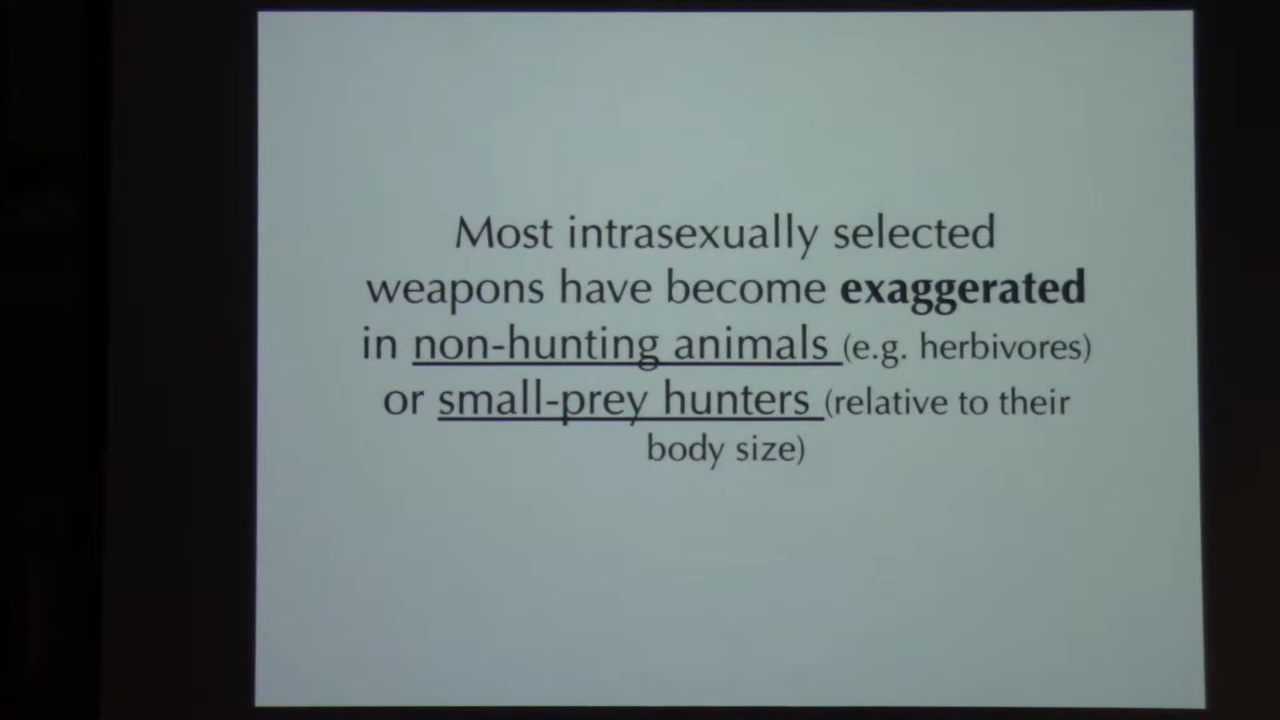 Most intrasexually selected
weapons have become exaggerated
in non-hunting animals (e.g. herbivores)
or small-prey hunters (relative to their
body size)